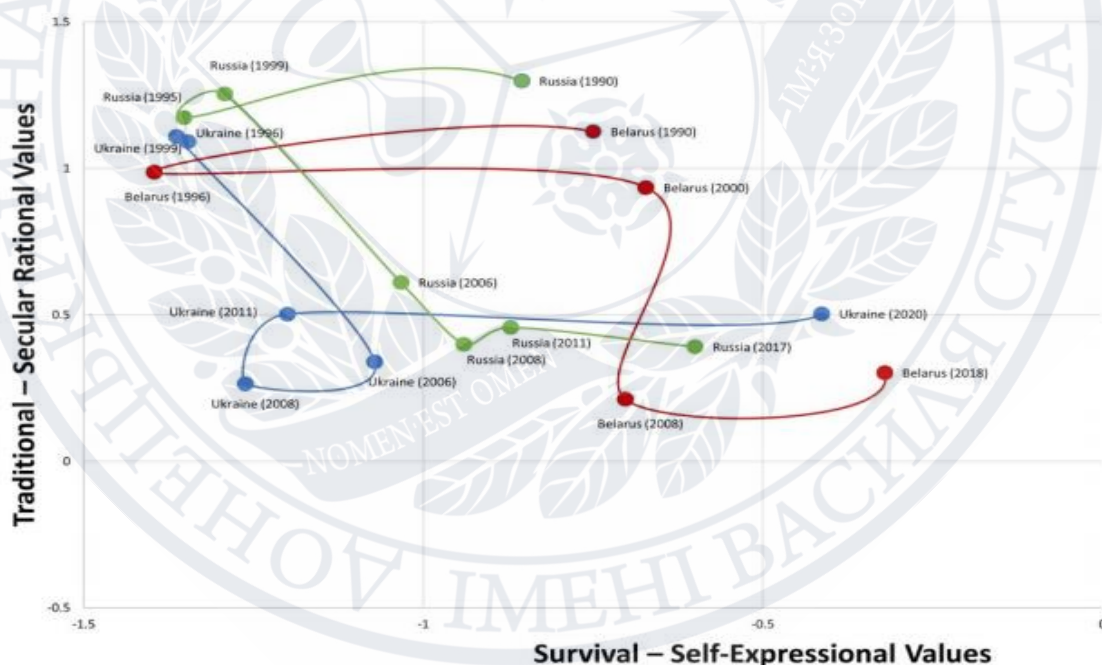 1.5
Russia (1999)
Russia (1990)
Russia (1995)
Belarus (1990)
Ukraine (1996)
Ukraine (1999)
1
Belarus (1996)
Belarus (2000)
Russia (2006)
0.5
Ukraine (2011)
Ukraine (2020)
Russia (2011)
Russia (2017)
Russia (2008)
Belarus (2018)
Ukraine (2006)
Ukraine (2008)
Belarus (2008)
0
-0.5
-1.5
-1
-0.5
0
Traditional – Secular Rational Values
Survival – Self-Expressional Values
NOMEN·EST OMEN
ІМЕНІ ВАСИЛЯ СТУСА